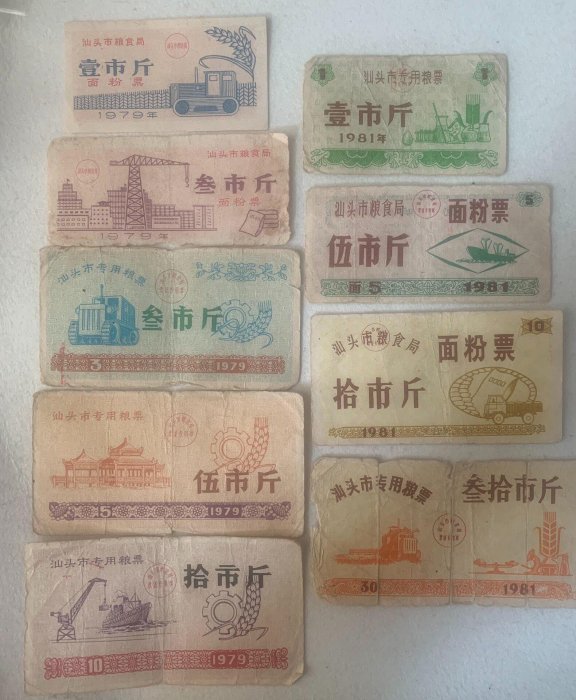 汕头市粮食局
壹市斤
面粉票
1979年
汕头市粮食局
叁市斤
面粉票
1979年
汕头市专用粮票
叁市斤
3
1979
汕头市专用粮票
伍市斤
5
1979
汕头市专用粮票
拾市斤
10
1979
1
1
汕头市专用粮票
壹市斤
1981年
汕头市粮食局
面粉票
5
伍市斤
面5
1981
汕头市粮食局
面粉票
10
拾市斤
1981
汕头市专用粮票
叁拾市斤
30
1981